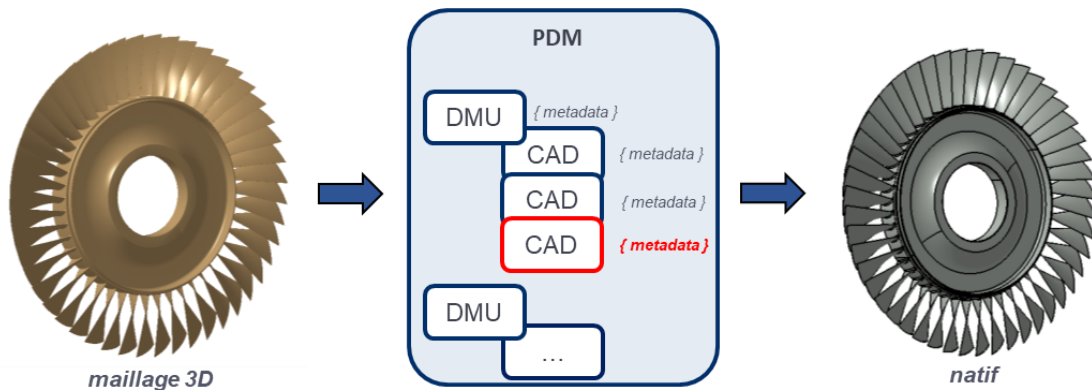 PDM
DMU { metadata }
CAD { metadata }
CAD { metadata }
CAD { metadata }
DMU
...
maillage 3D
natif